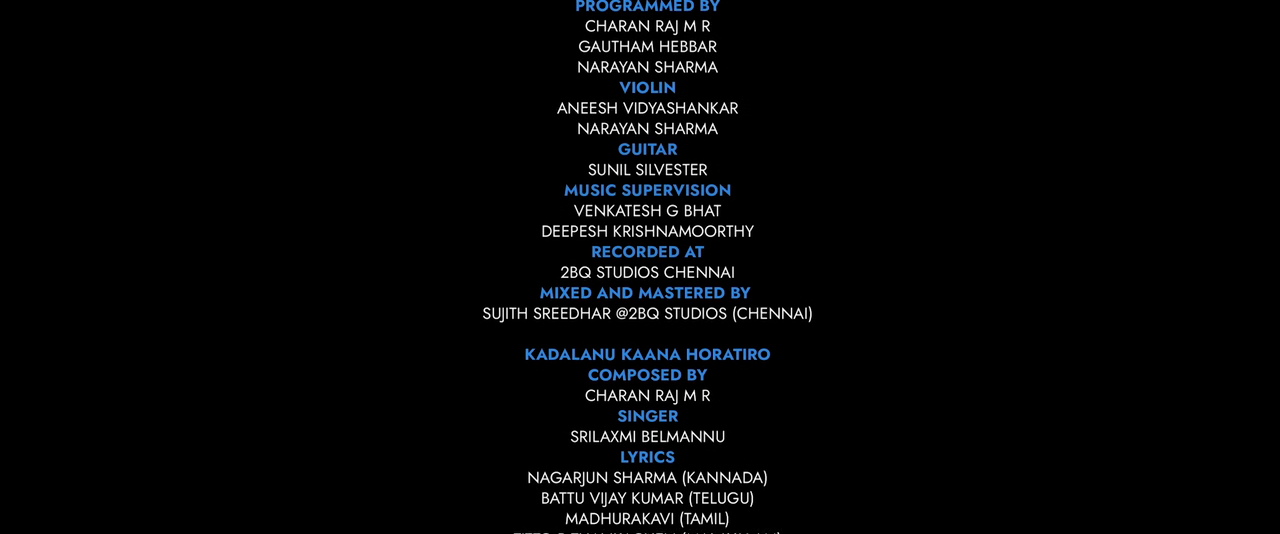 PROGRAMMED BY
CHARAN RAJ M R
GAUTHAM HEBBAR
NARAYAN SHARMA
VIOLIN
ANEESH VIDYASHANKAR
NARAYAN SHARMA
GUITAR
SUNIL SILVESTER
MUSIC SUPERVISION
VENKATESH G BHAT
DEEPESH KRISHNAMOORTHY
RECORDED AT
2BQ STUDIOS CHENNAI
MIXED AND MASTERED BY
SUJITH SREEDHAR @2BQ STUDIOS (CHENNAI)
KADALANU KAANA HORATIRO
COMPOSED BY
CHARAN RAJ M R
SINGER
SRILAXMI BELMANNU
LYRICS
NAGARJUN SHARMA (KANNADA)
BATTU VIJAY KUMAR (TELUGU)
MADHURAKAVI (TAMIL)